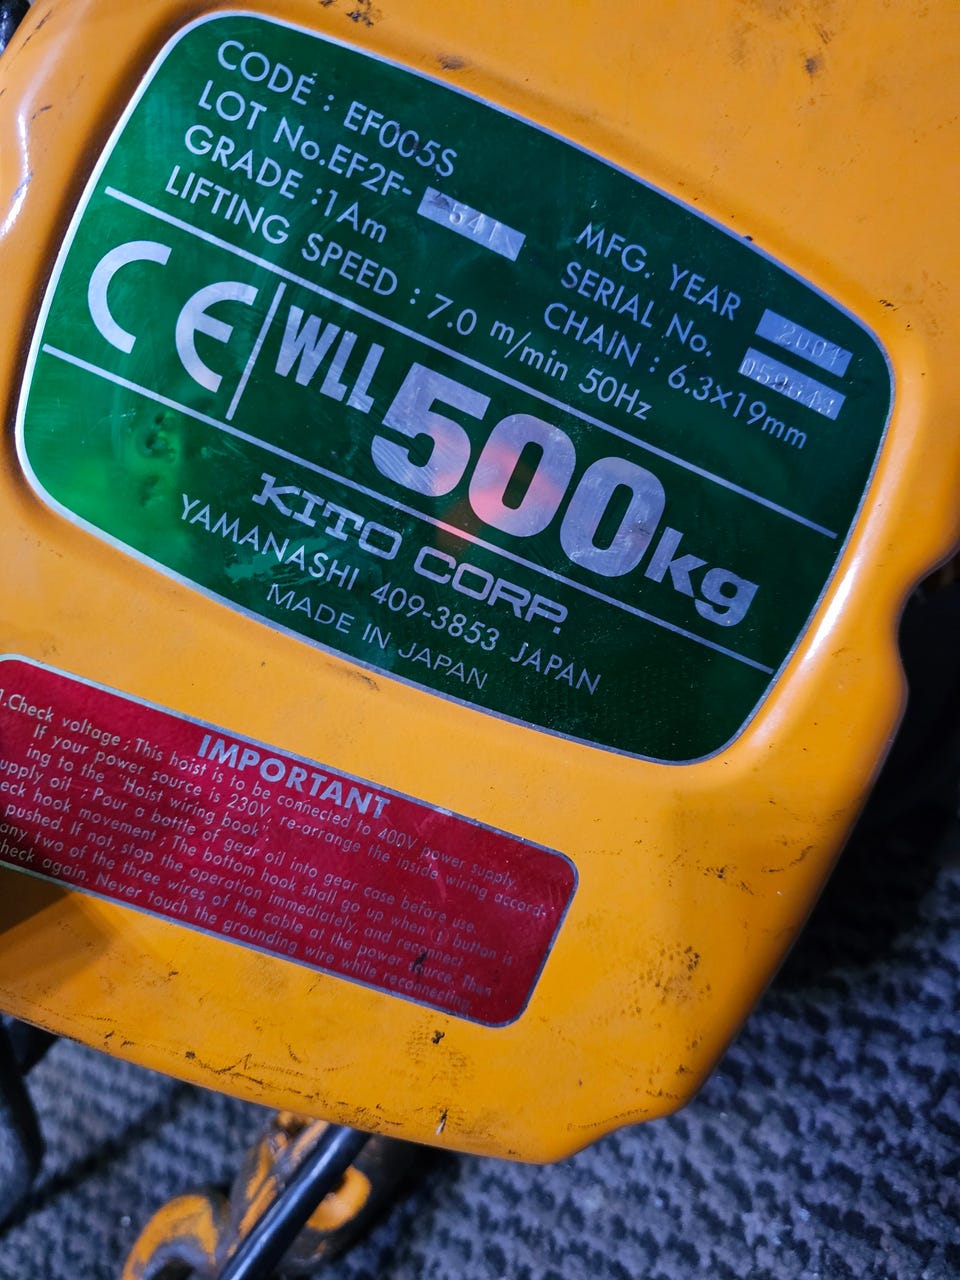 CODE : EF005S
LOT No.EF2F- 541
GRADE :1Am
LIFTING SPEED : 7.0 m/min 50Hz
MFG. YEAR 2004
SERIAL No.
CHAIN : 6.3×19mm
CE
WLL 500kg
KITO CORP.
YAMANASHI 409-3853 JAPAN
MADE IN JAPAN
IMPORTANT
1.Check voltage ; This hoist is to be connected to 400V power supply.
If your power source is 230V, re-arrange the inside wiring accord-
ing to the "Hoist wiring book".
upply oil ; Pour a bottle of gear oil into gear case before use.
eck hook movement ; The bottom hook shall go up when button is
pushed. If not, stop the operation immediately, and reconnect
any two of the three wires of the cable at the power source. Then
check again. Never touch the grounding wire while reconnecting.